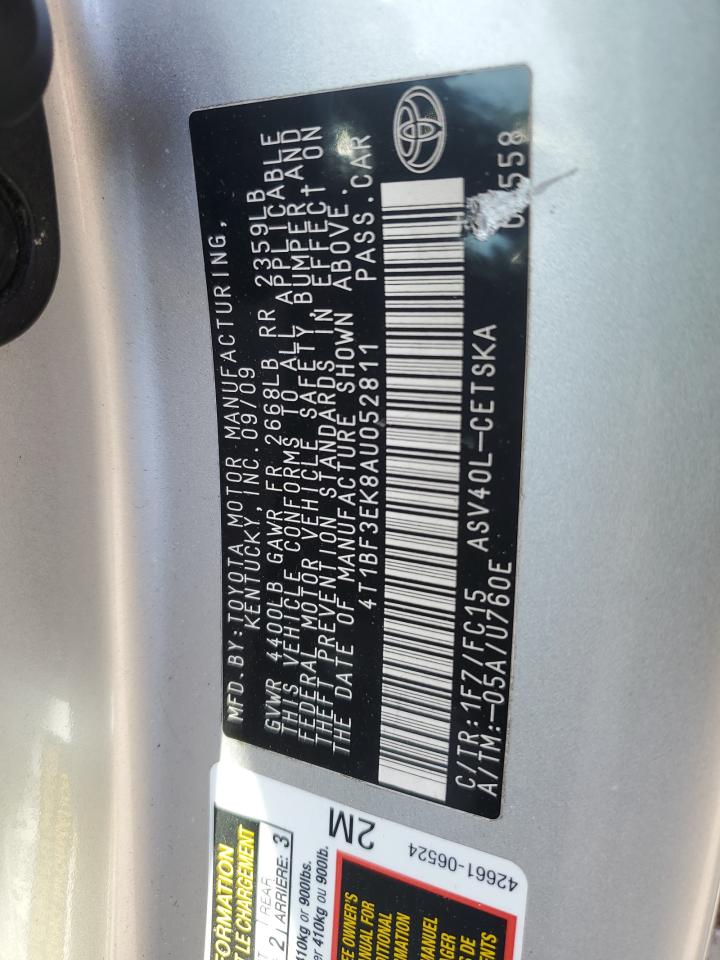 MFD. BY: TOYOTA MOTOR MANUFACTURING,
KENTUCKY, INC. 09/09
GVWR 4400LB GAWR FR 2668LB RR 2359LB
THIS VEHICLE CONFORMS TO ALL APPLICABLE
FEDERAL MOTOR VEHICLE SAFETY, BUMPER AND
THEFT PREVENTION STANDARDS IN EFFECT ON
THE DATE OF MANUFACTURE SHOWN ABOVE.
4T1BF3EK8AU052811 PASS.CAR
C/TR:1F7/FC15 ASV40L-CETSKA
A/TM:-05A/U760E
FORMATION
LE CHARGEMENT
REAR
2 ARRIÈRE: 3
410kg or 900lbs.
410kg ou 900lb.
2M
42661-06524
OWNER'S
FOR
MANUEL